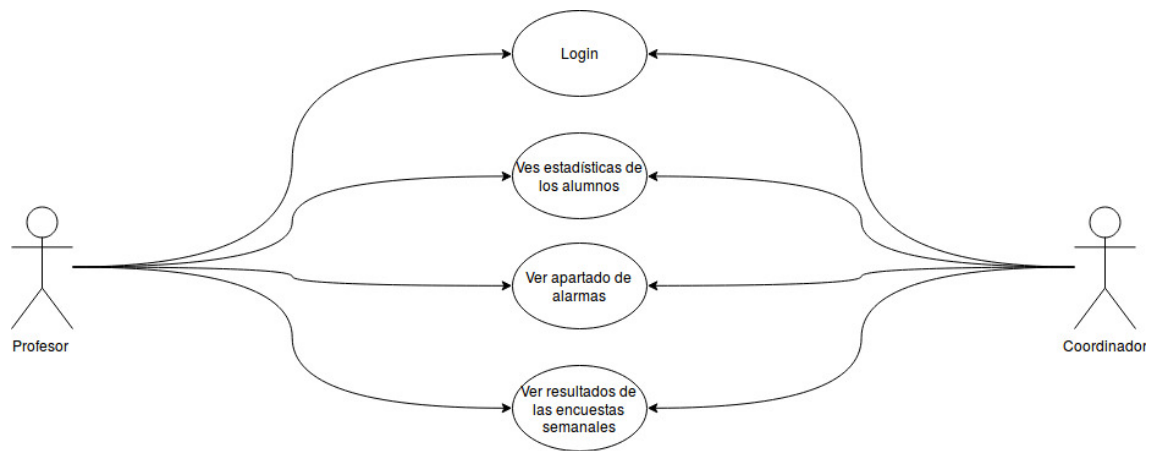 Login
Ves estadísticas de
los alumnos
Ver apartado de
alarmas
Profesor
Coordinador
Ver resultados de
las encuestas
semanales